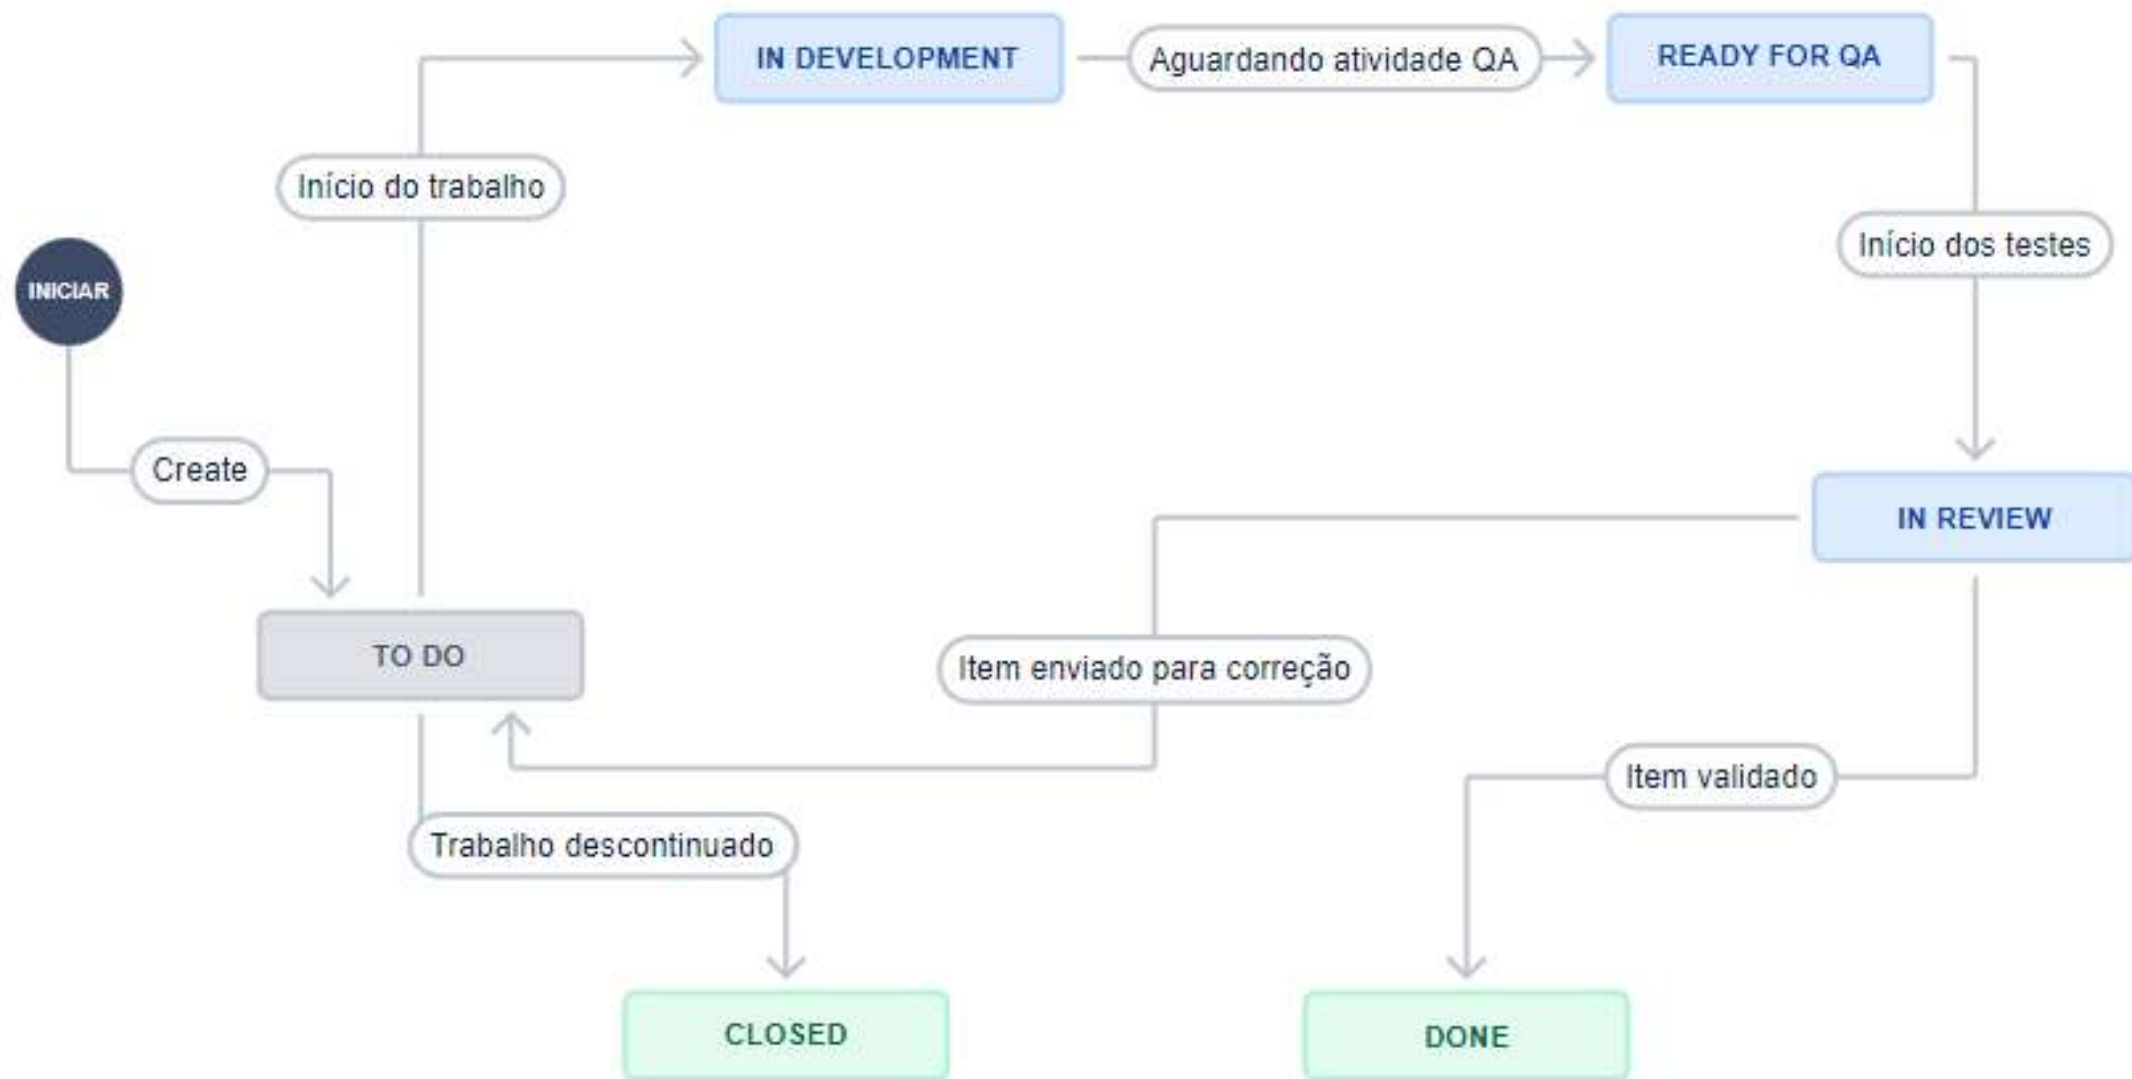 IN DEVELOPMENT
Aguardando atividade QA
READY FOR QA
Início do trabalho
Início dos testes
INICIAR
Create
IN REVIEW
TO DO
Item enviado para correção
Item validado
Trabalho descontinuado
CLOSED
DONE